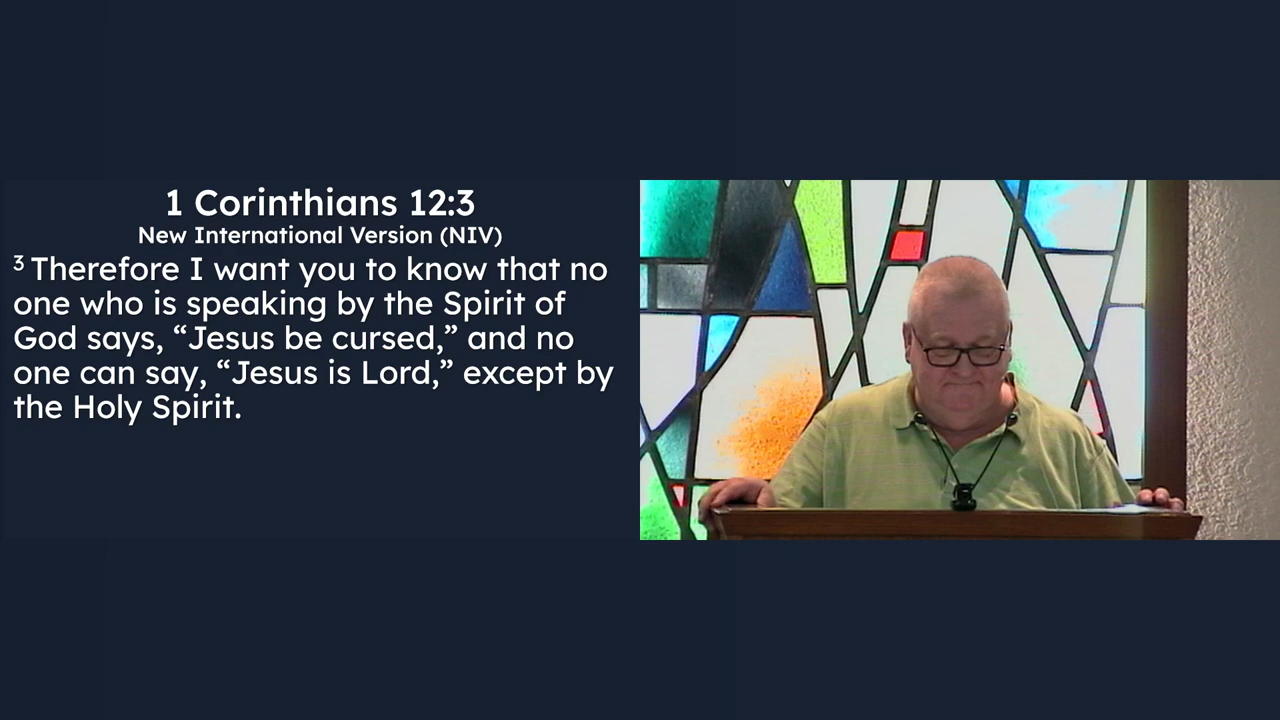 1 Corinthians 12:3
New International Version (NIV)
3 Therefore I want you to know that no
one who is speaking by the Spirit of
God says, “Jesus be cursed,” and no
one can say, “Jesus is Lord,” except by
the Holy Spirit.